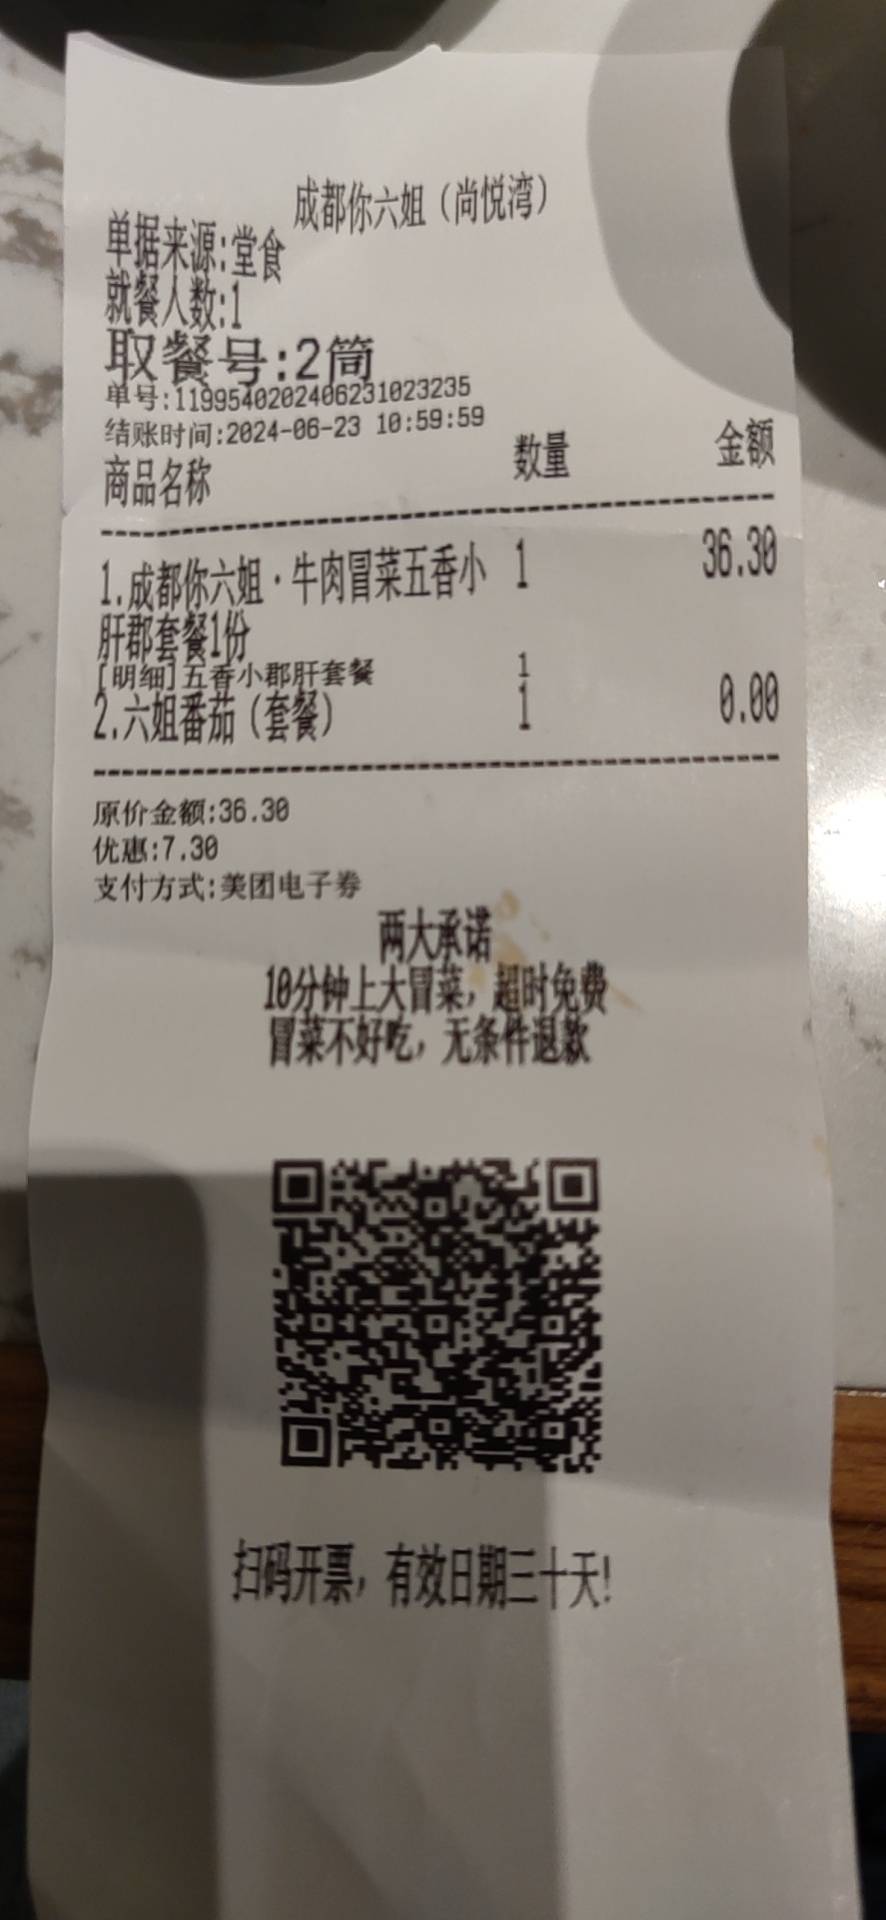 成都你六姐（尚悦湾）
单据来源:堂食
就餐人数:1
取餐号:2筒
单号:1199540202406231023235
结账时间:2024-06-23 10:59:59
商品名称 数量 金额
1.成都你六姐·牛肉冒菜五香小 1 36.30
肝郡套餐1份
[明细]五香小郡肝套餐 1
2.六姐番茄（套餐） 1 0.00
原价金额:36.30
优惠:7.30
支付方式:美团电子券
两大承诺
10分钟上大冒菜，超时免费
冒菜不好吃，无条件退款
扫码开票，有效日期三十天!